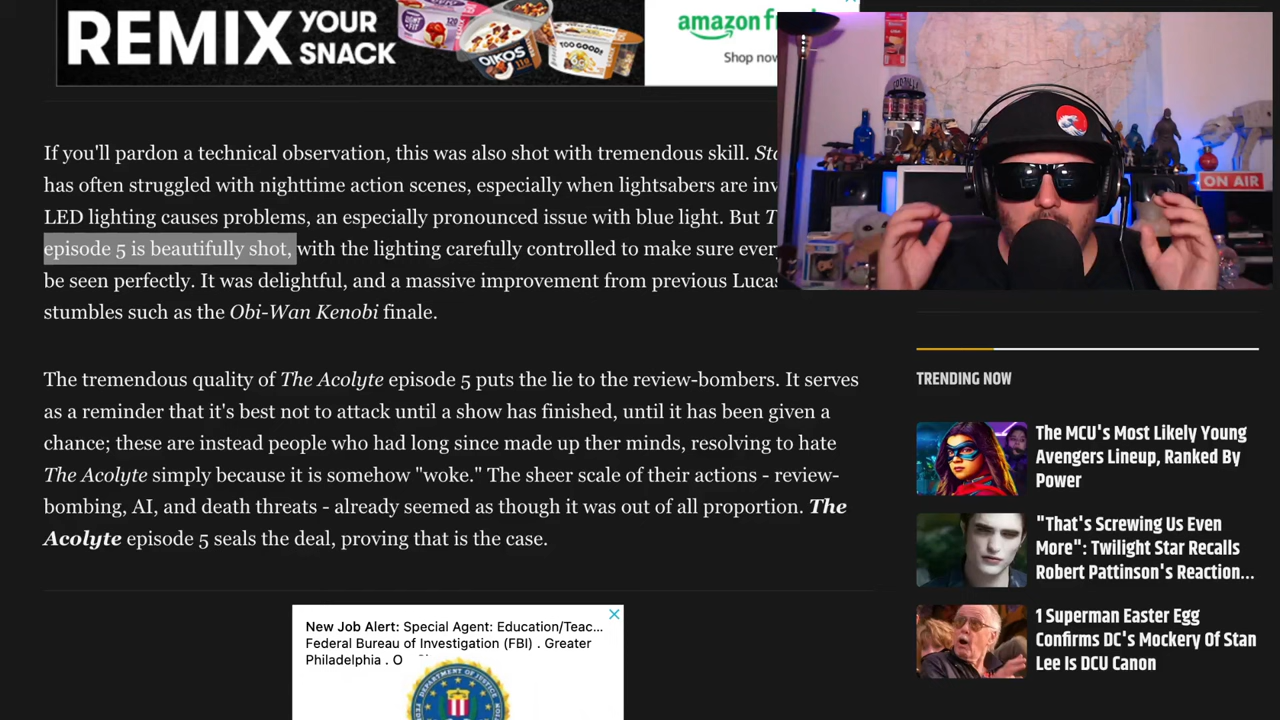 REMIX YOUR SNACK
OIKOS
TOO GOOD
120
amazon
Shop now
If you'll pardon a technical observation, this was also shot with tremendous skill.
has often struggled with nighttime action scenes, especially when lightsabers are
LED lighting causes problems, an especially pronounced issue with blue light. But
episode 5 is beautifully shot, with the lighting carefully controlled to make sure
be seen perfectly. It was delightful, and a massive improvement from previous
stumbles such as the Obi-Wan Kenobi finale.
ON AIR
The tremendous quality of The Acolyte episode 5 puts the lie to the review-bombers. It serves
as a reminder that it's best not to attack until a show has finished, until it has been given a
chance; these are instead people who had long since made up ther minds, resolving to hate
The Acolyte simply because it is somehow "woke." The sheer scale of their actions - review-
bombing, AI, and death threats - already seemed as though it was out of all proportion. The
Acolyte episode 5 seals the deal, proving that is the case.
TRENDING NOW
The MCU's Most Likely Young
Avengers Lineup, Ranked By
Power
"That's Screwing Us Even
More": Twilight Star Recalls
Robert Pattinson's Reaction...
1 Superman Easter Egg
Confirms DC's Mockery Of Stan
Lee Is DCU Canon
New Job Alert: Special Agent: Education/Teac...
Federal Bureau of Investigation (FBI) . Greater
Philadelphia . O
DEPARTMENT OF JUSTICE